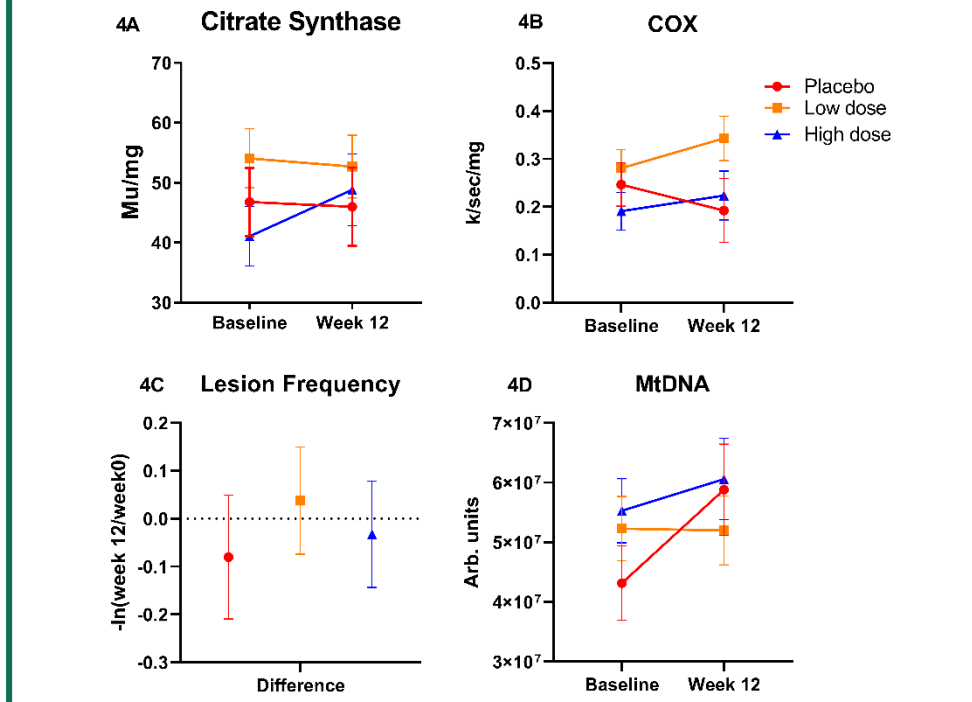 4A Citrate Synthase
Mu/mg
70
60
50
40
30
Baseline Week 12
4B COX
k/sec/mg
0.5
0.4
0.3
0.2
0.1
0.0
Baseline Week 12
Placebo
Low dose
High dose
4C Lesion Frequency
-ln(week 12/week0)
0.2
0.1
0.0
-0.1
-0.2
-0.3
Difference
4D MtDNA
Arb. units
7×10⁷
6×10⁷
5×10⁷
4×10⁷
3×10⁷
Baseline Week 12